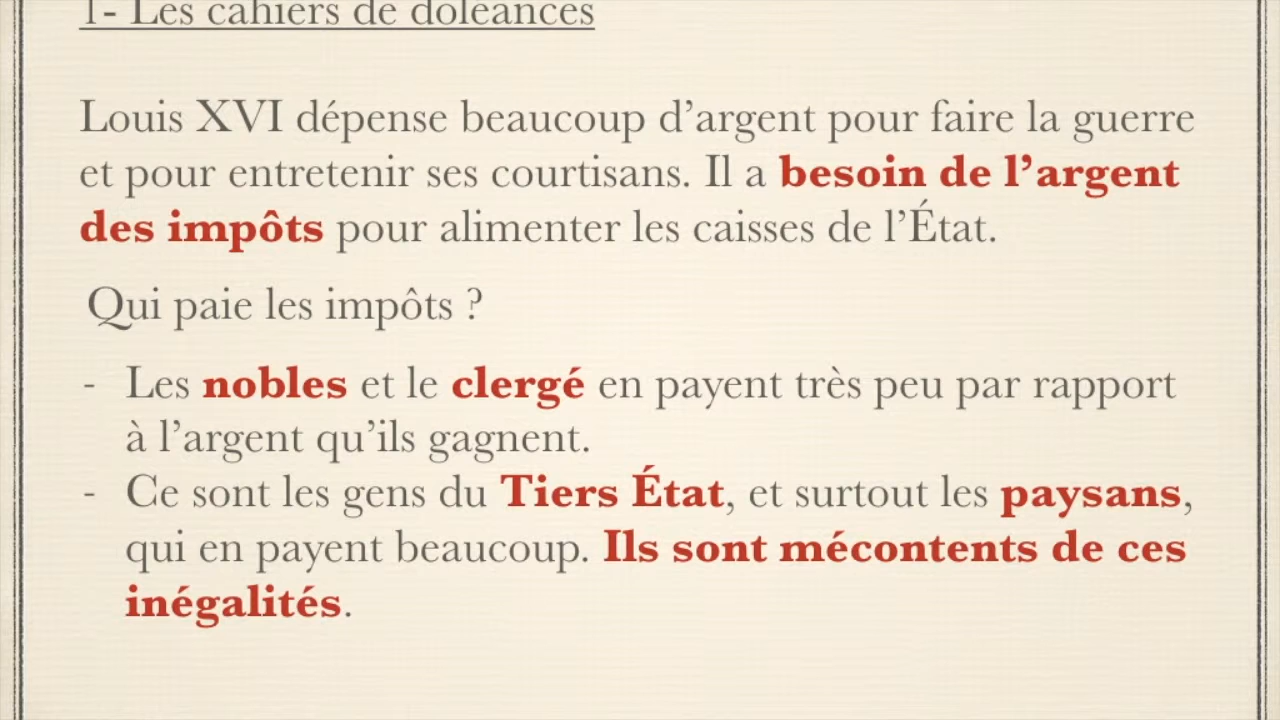 1- Les cahiers de doléances
Louis XVI dépense beaucoup d’argent pour faire la guerre
et pour entretenir ses courtisans. Il a besoin de l’argent
des impôts pour alimenter les caisses de l’État.
Qui paie les impôts ?
- Les nobles et le clergé en payent très peu par rapport
à l’argent qu’ils gagnent.
- Ce sont les gens du Tiers État, et surtout les paysans,
qui en payent beaucoup. Ils sont mécontents de ces
inégalités.